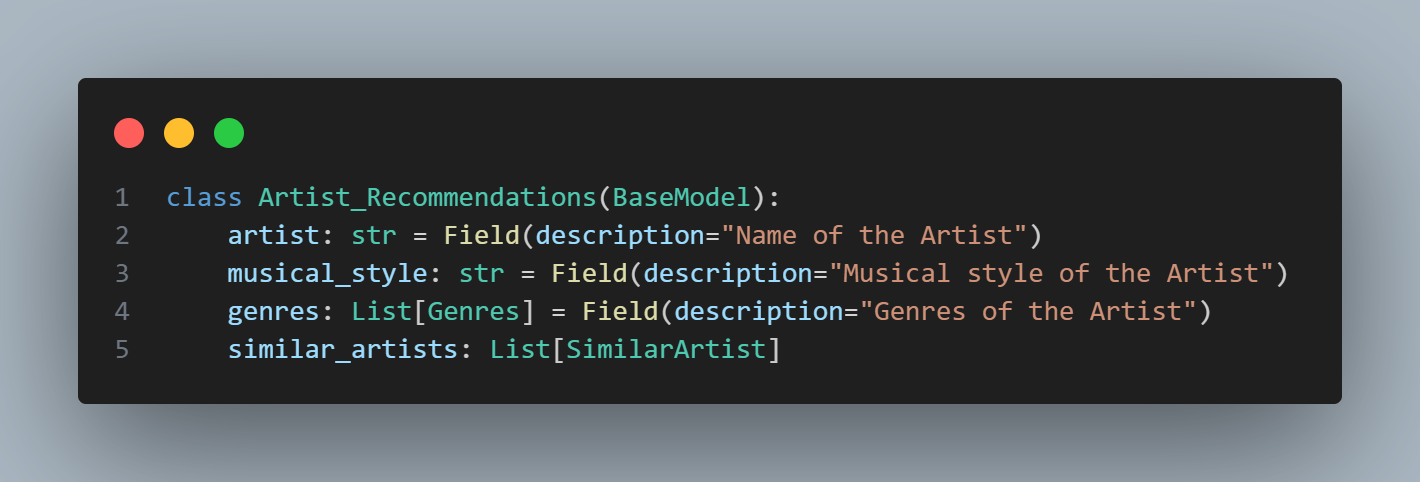 1 class Artist_Recommendations(BaseModel):
2     artist: str = Field(description="Name of the Artist")
3     musical_style: str = Field(description="Musical style of the Artist")
4     genres: List[Genres] = Field(description="Genres of the Artist")
5     similar_artists: List[SimilarArtist]